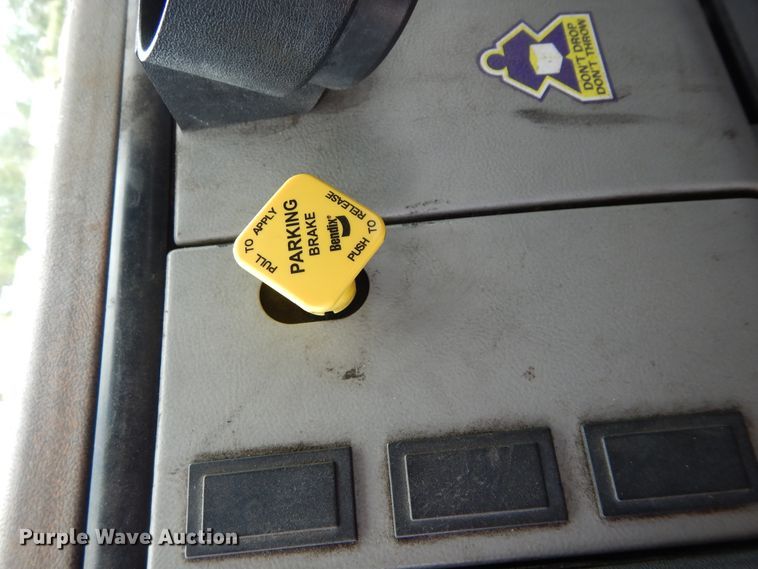 DON'T DROP
DON'T THROW
PULL TO APPLY
PARKING
BRAKE
Bendix
PUSH TO RELEASE
Purple Wave Auction